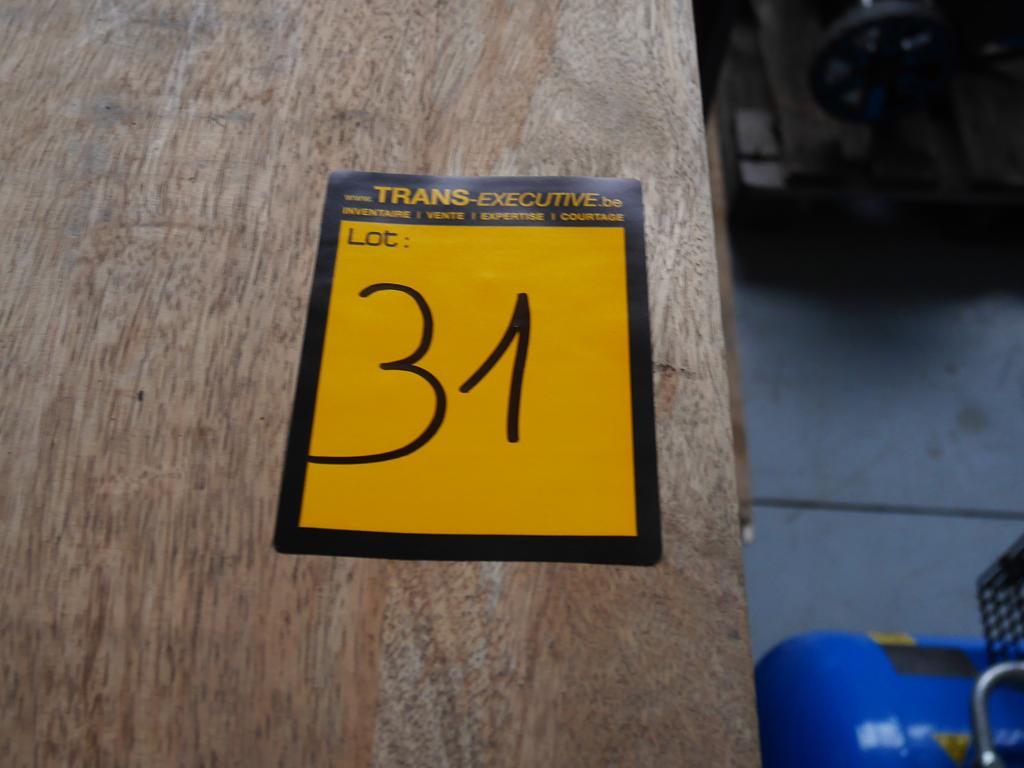 www.TRANS-EXECUTIVE.be
INVENTAIRE | VENTE | EXPERTISE | COURTAGE
Lot:
31